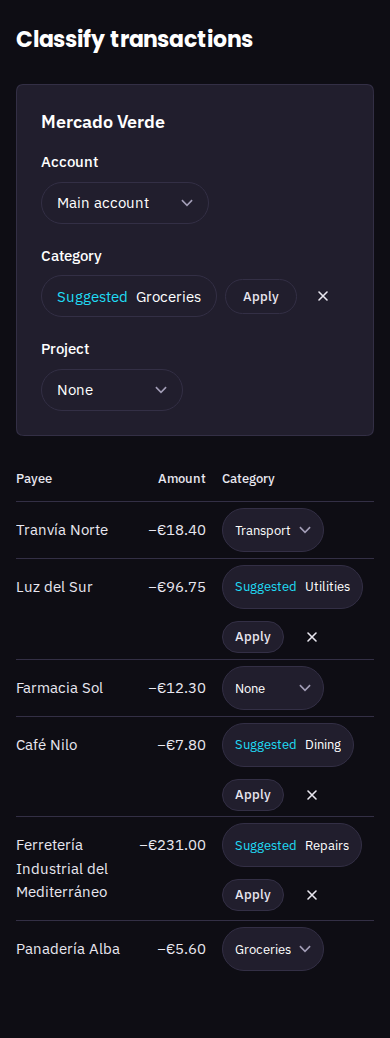 Classify transactions
Mercado Verde
Account
Main account
Category
Suggested Groceries Apply ×
Project
None
Payee Amount Category
Tranvía Norte −€18.40 Transport
Luz del Sur −€96.75 Suggested Utilities
Apply ×
Farmacia Sol −€12.30 None
Café Nilo −€7.80 Suggested Dining
Apply ×
Ferretería −€231.00 Suggested Repairs
Industrial del
Mediterráneo Apply ×
Panadería Alba −€5.60 Groceries